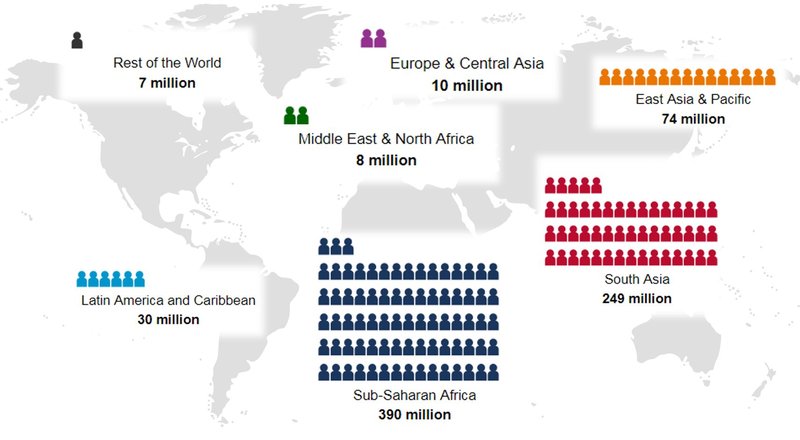 Rest of the World
7 million
Europe & Central Asia
10 million
East Asia & Pacific
74 million
Middle East & North Africa
8 million
South Asia
249 million
Latin America and Caribbean
30 million
Sub-Saharan Africa
390 million